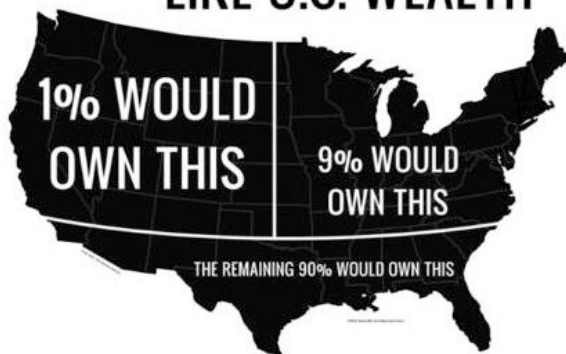 LIKE U.S. WEALTH
1% WOULD
OWN THIS
9% WOULD
OWN THIS
THE REMAINING 90% WOULD OWN THIS